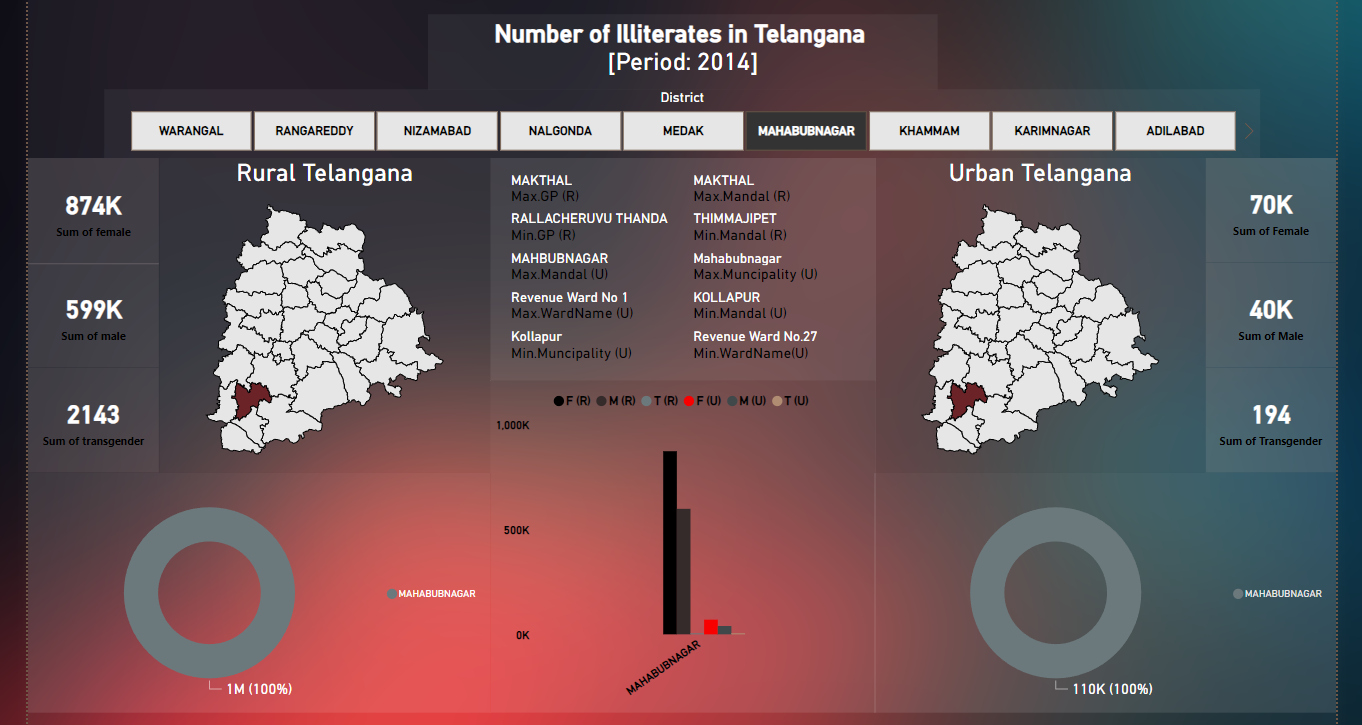 Number of Illiterates in Telangana
[Period: 2014]
District
WARANGAL
RANGAREDDY
NIZAMABAD
NALGONDA
MEDAK
MAHABUBNAGAR
KHAMMAM
KARIMNAGAR
ADILABAD
Rural Telangana
874K
Sum of female
599K
Sum of male
2143
Sum of transgender
MAKTHAL
Max.GP (R)
MAKTHAL
Max.Mandal (R)
RALLACHERUVU THANDA
Min.GP (R)
THIMMAJIPET
Min.Mandal (R)
MAHBUBNAGAR
Max.Mandal (U)
Mahabubnagar
Max.Muncipality (U)
Revenue Ward No 1
Max.WardName (U)
KOLLAPUR
Min.Mandal (U)
Kollapur
Min.Muncipality (U)
Revenue Ward No.27
Min.WardName(U)
Urban Telangana
70K
Sum of Female
40K
Sum of Male
194
Sum of Transgender
F (R) M (R) T (R) F (U) M (U) T (U)
1,000K
500K
0K
MAHABUBNAGAR
MAHABUBNAGAR
1M (100%)
MAHABUBNAGAR
110K (100%)